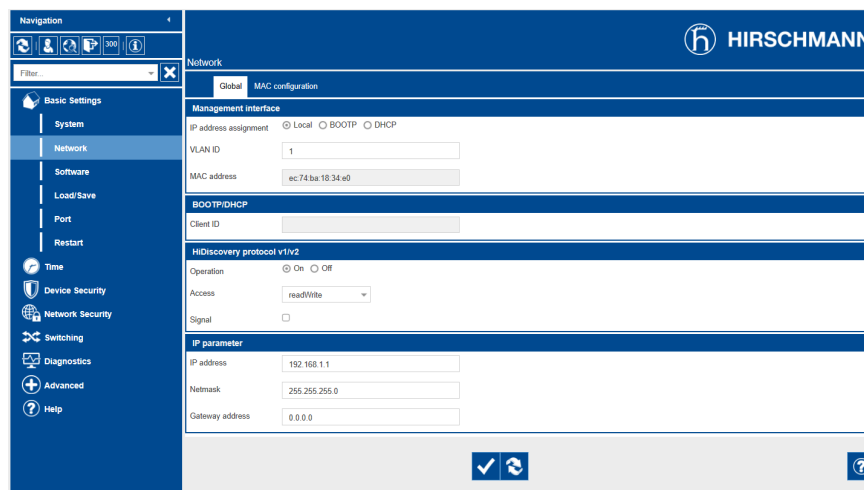 Navigation
300
Filter...
Basic Settings
System
Network
Software
Load/Save
Port
Restart
Time
Device Security
Network Security
Switching
Diagnostics
Advanced
Help
HIRSCHMANN
Network
Global MAC configuration
Management interface
IP address assignment Local BOOTP DHCP
VLAN ID 1
MAC address ec:74:ba:18:34:e0
BOOTP/DHCP
Client ID
HiDiscovery protocol v1/v2
Operation On Off
Access readWrite
Signal
IP parameter
IP address 192.168.1.1
Netmask 255.255.255.0
Gateway address 0.0.0.0